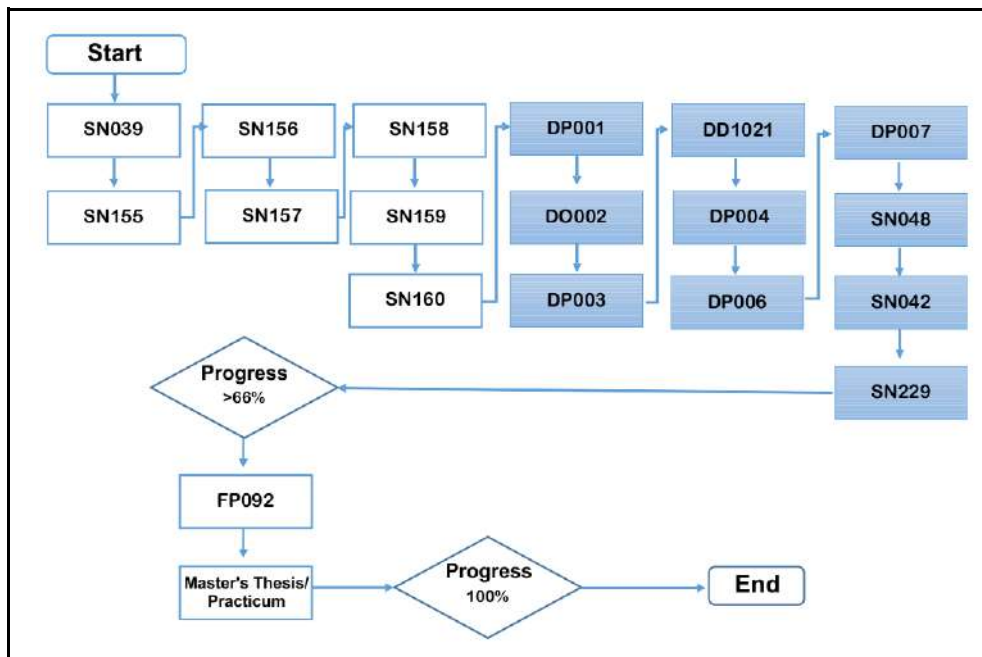 Start
SN039
SN155
SN156
SN157
SN158
SN159
SN160
DP001
DO002
DP003
DD1021
DP004
DP006
DP007
SN048
SN042
SN229
Progress
>66%
FP092
Master's Thesis/
Practicum
Progress
100%
End